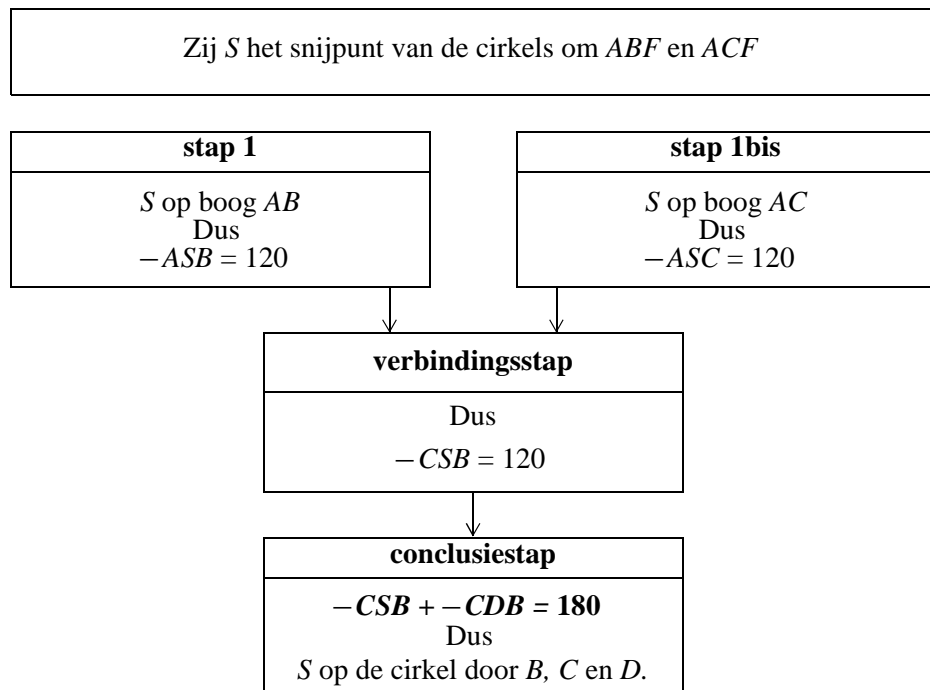 Zij S het snijpunt van de cirkels om ABF en ACF
stap 1
S op boog AB
Dus
—ASB = 120
stap 1bis
S op boog AC
Dus
—ASC = 120
verbindingsstap
Dus
—CSB = 120
conclusiestap
—CSB + —CDB = 180
Dus
S op de cirkel door B, C en D.